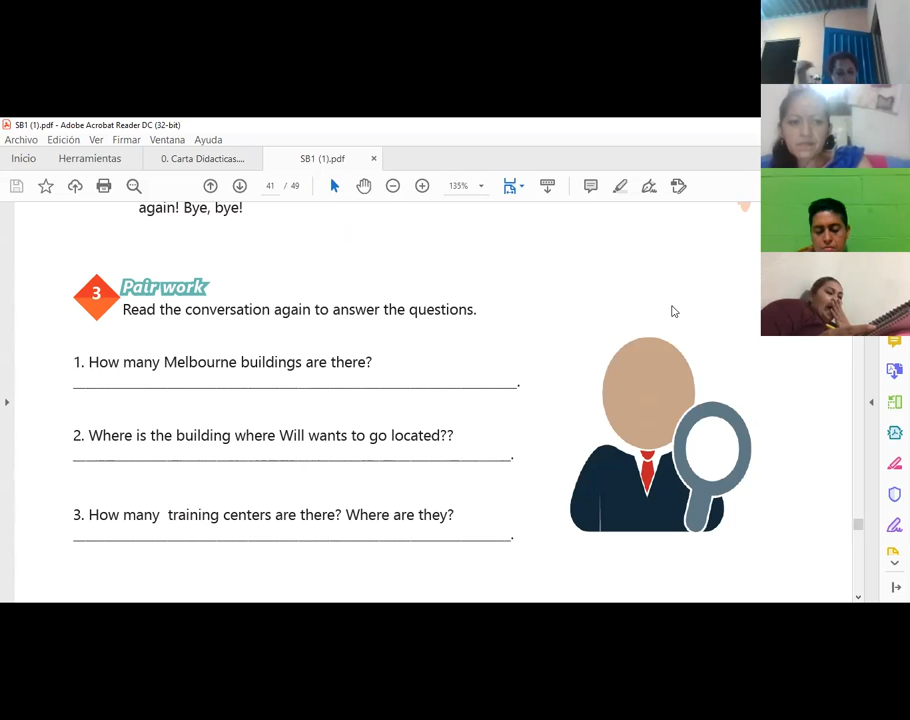 SB1 (1).pdf - Adobe Acrobat Reader DC (32-bit)
Archivo Edición Ver Firmar Ventana Ayuda
Inicio Herramientas 0. Carta Didacticas.... SB1 (1).pdf
41 / 49 135%
again! Bye, bye!
3 Pair work
Read the conversation again to answer the questions.
1. How many Melbourne buildings are there?
2. Where is the building where Will wants to go located??
3. How many training centers are there? Where are they?